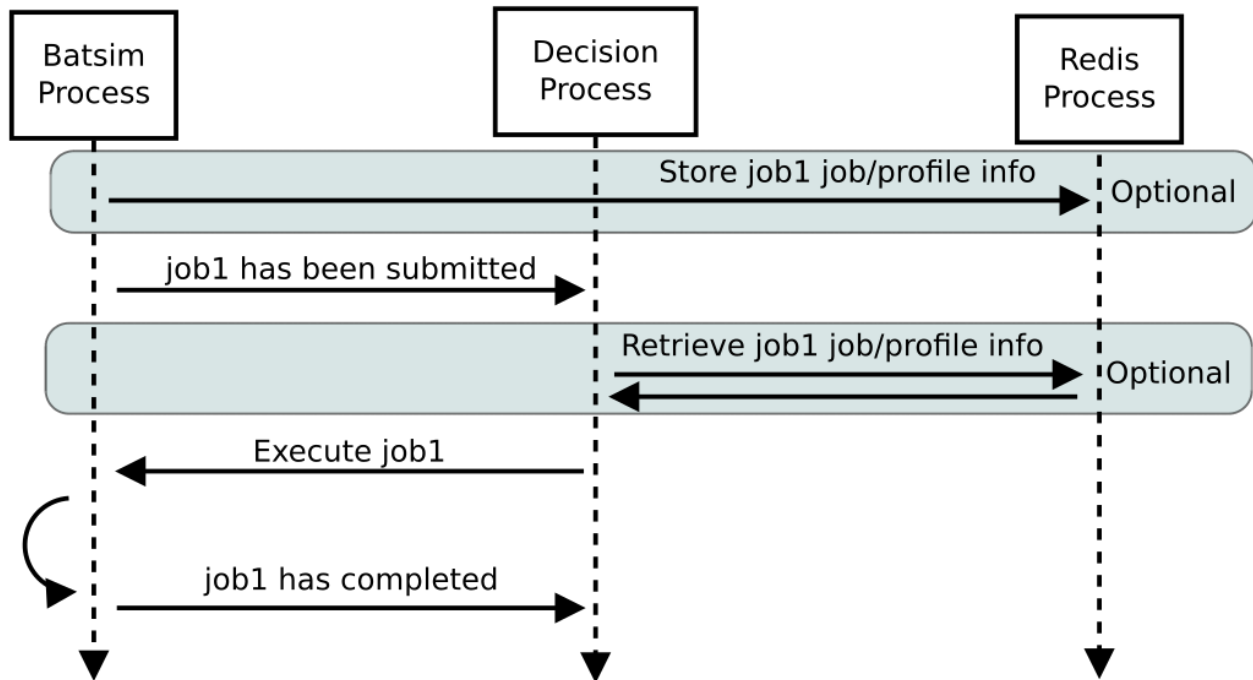 Batsim
Process
Decision
Process
Redis
Process
Store job1 job/profile info
Optional
job1 has been submitted
Retrieve job1 job/profile info
Optional
Execute job1
job1 has completed